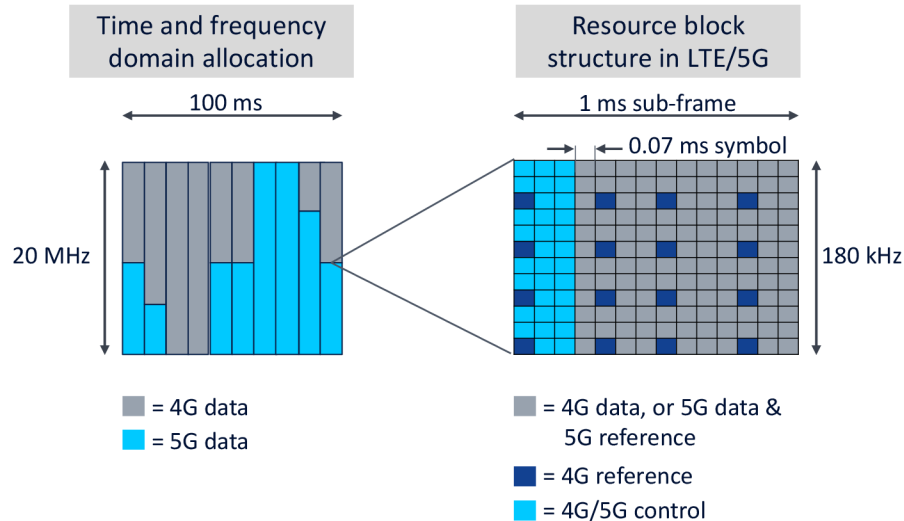 Time and frequency
domain allocation
100 ms
20 MHz
= 4G data
= 5G data
Resource block
structure in LTE/5G
1 ms sub-frame
0.07 ms symbol
180 kHz
= 4G data, or 5G data &
5G reference
= 4G reference
= 4G/5G control